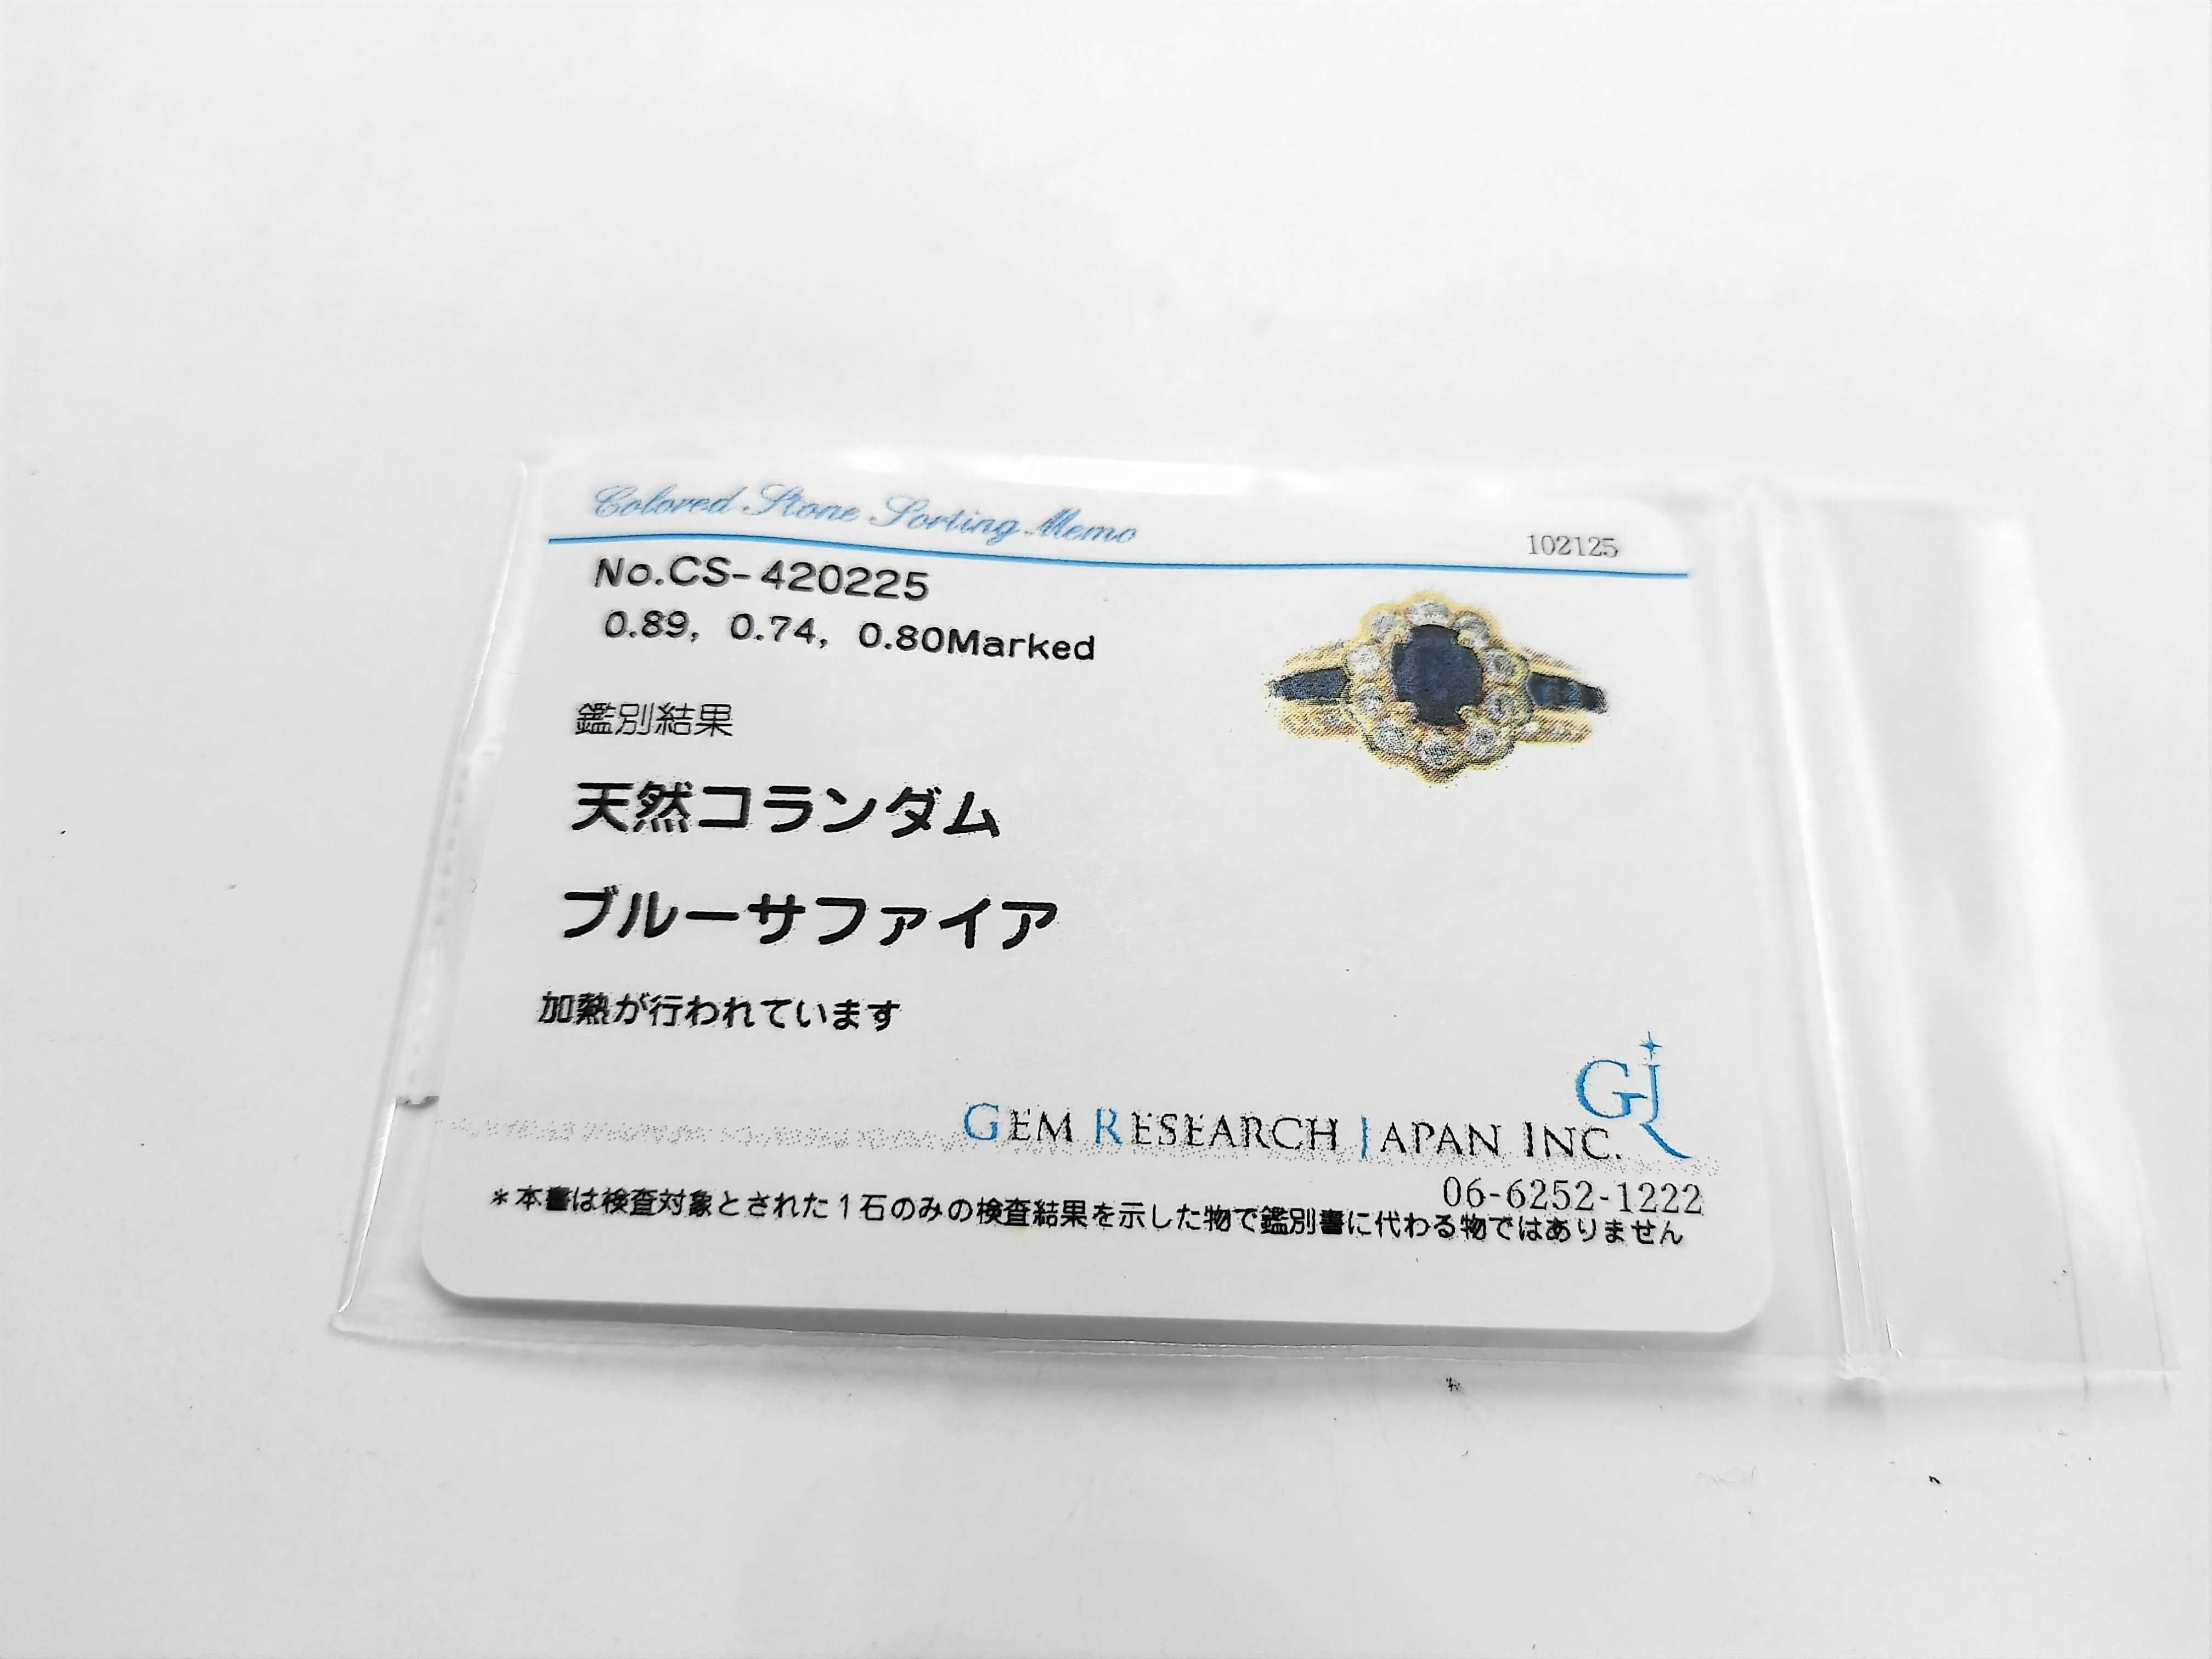 Colored Stone Sorting Memo
102125
No.CS-420225
0.89, 0.74, 0.80Marked
鑑別結果
天然コランダム
ブルーサファイア
加熱が行われています
GJ
GEM RESEARCH JAPAN INC.
06-6252-1222
*本書は検査対象とされた1石のみの検査結果を示した物で鑑別書に代わる物ではありません